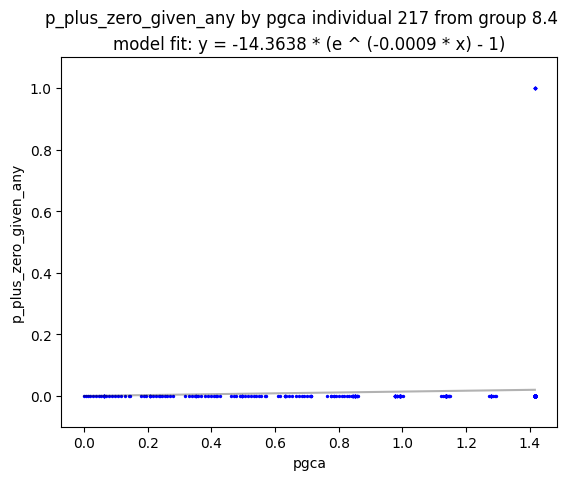 p_plus_zero_given_any by pgca individual 217 from group 8.4
model fit: y = -14.3638 * (e ^ (-0.0009 * x) - 1)
1.0
0.8
0.6
0.4
0.2
0.0
p_plus_zero_given_any
0.0 0.2 0.4 0.6 0.8 1.0 1.2 1.4
pgca